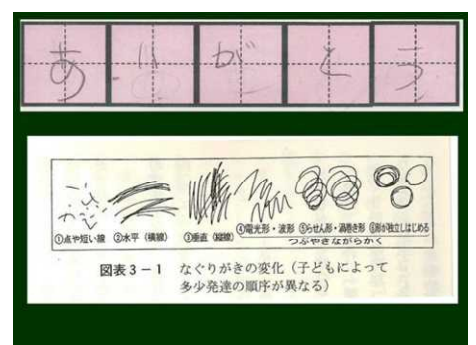 ありがとう
①点や短い線 ②水平(横線) ③垂直(縦線) ④電光形・波形 ⑤らせん形・渦巻き形 ⑥形が独立しはじめる
つぶやきながらかく
図表3-1 なぐりがきの変化(子どもによって
多少発達の順序が異なる)